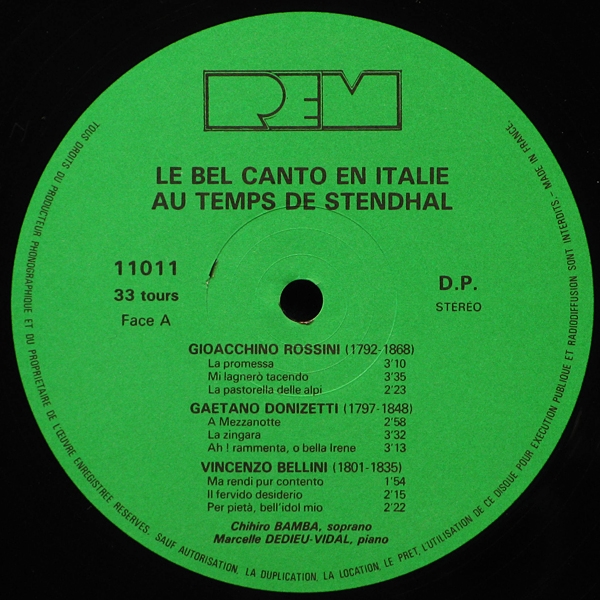 REM
LE BEL CANTO EN ITALIE
AU TEMPS DE STENDHAL
11011
33 tours
Face A
D.P.
STÉRÉO
GIOACCHINO ROSSINI (1792-1868)
La promessa 3'10
Mi lagnerò tacendo 3'35
La pastorella delle alpi 2'23
GAETANO DONIZETTI (1797-1848)
A Mezzanotte 2'58
La zingara 3'32
Ah ! rammenta, o bella Irene 3'13
VINCENZO BELLINI (1801-1835)
Ma rendi pur contento 1'54
Il fervido desiderio 2'15
Per pietà, bell'idol mio 2'22
Chihiro BAMBA, soprano
Marcelle DEDIEU-VIDAL, piano
TOUS DROITS DU PRODUCTEUR PHONOGRAPHIQUE ET DU PROPRIETAIRE DE L'ŒUVRE ENREGISTREE RESERVES. SAUF AUTORISATION, LA DUPLICATION, LA LOCATION, LE PRET, L'UTILISATION DE CE DISQUE POUR EXECUTION PUBLIQUE ET RADIODIFFUSION SONT INTERDITS. - MADE IN FRANCE.